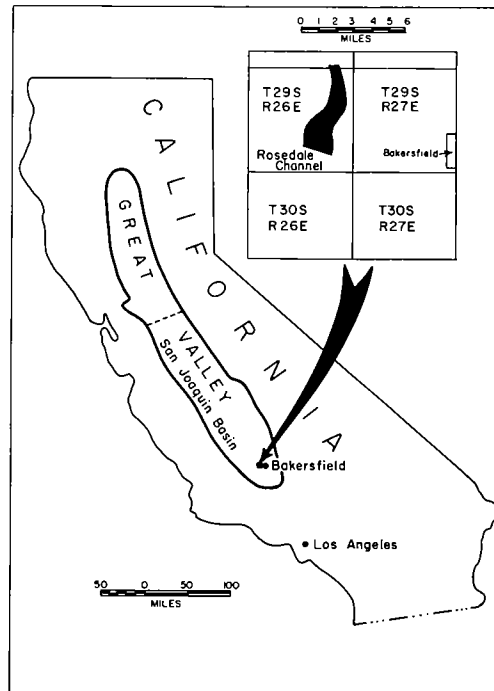 0 1 2 3 4 5 6
MILES
T29S
R26E
T29S
R27E
Bakersfield
Rosedale
Channel
T30S
R26E
T30S
R27E
CALIFORNIA
GREAT
VALLEY
San Joaquin Basin
Bakersfield
Los Angeles
50 0 50 100
MILES